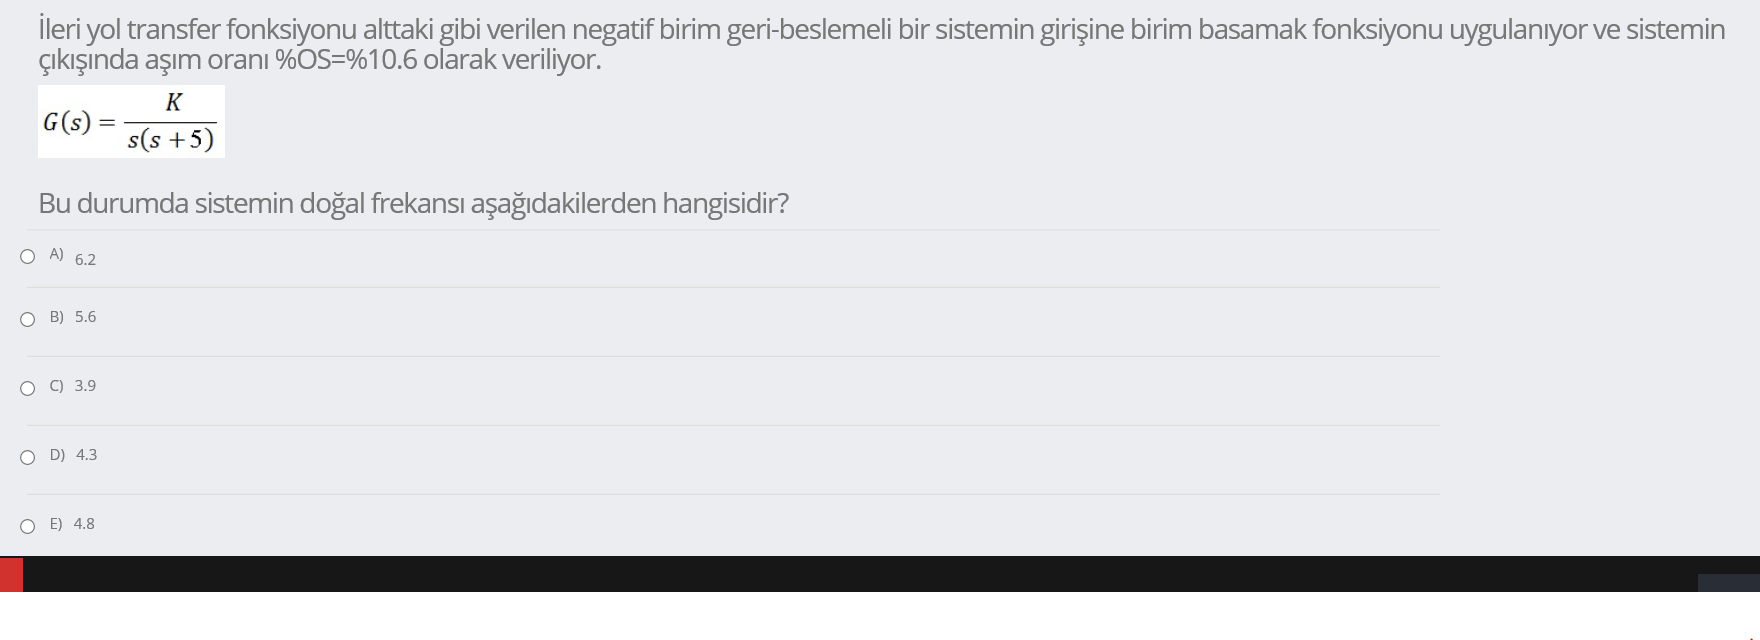 İleri yol transfer fonksiyonu alttaki gibi verilen negatif birim geri-beslemeli bir sistemin girişine birim basamak fonksiyonu uygulanıyor ve sistemin
çıkışında aşım oranı %OS=%10.6 olarak veriliyor.
G(s) = K / s(s + 5)
Bu durumda sistemin doğal frekansı aşağıdakilerden hangisidir?
A) 6.2
B) 5.6
C) 3.9
D) 4.3
E) 4.8